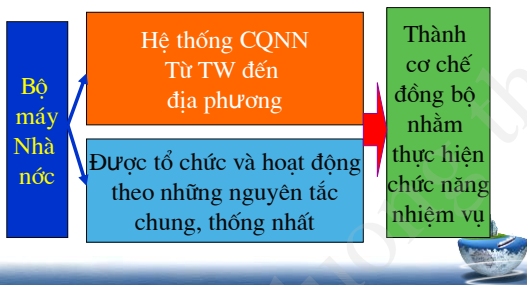 Bộ
máy
Nhà
nớc
Hệ thống CQNN
Từ TW đến
địa phương
Được tổ chức và hoạt động
theo những nguyên tắc
chung, thống nhất
Thành
cơ chế
đồng bộ
nhằm
thực hiện
chức năng
nhiệm vụ